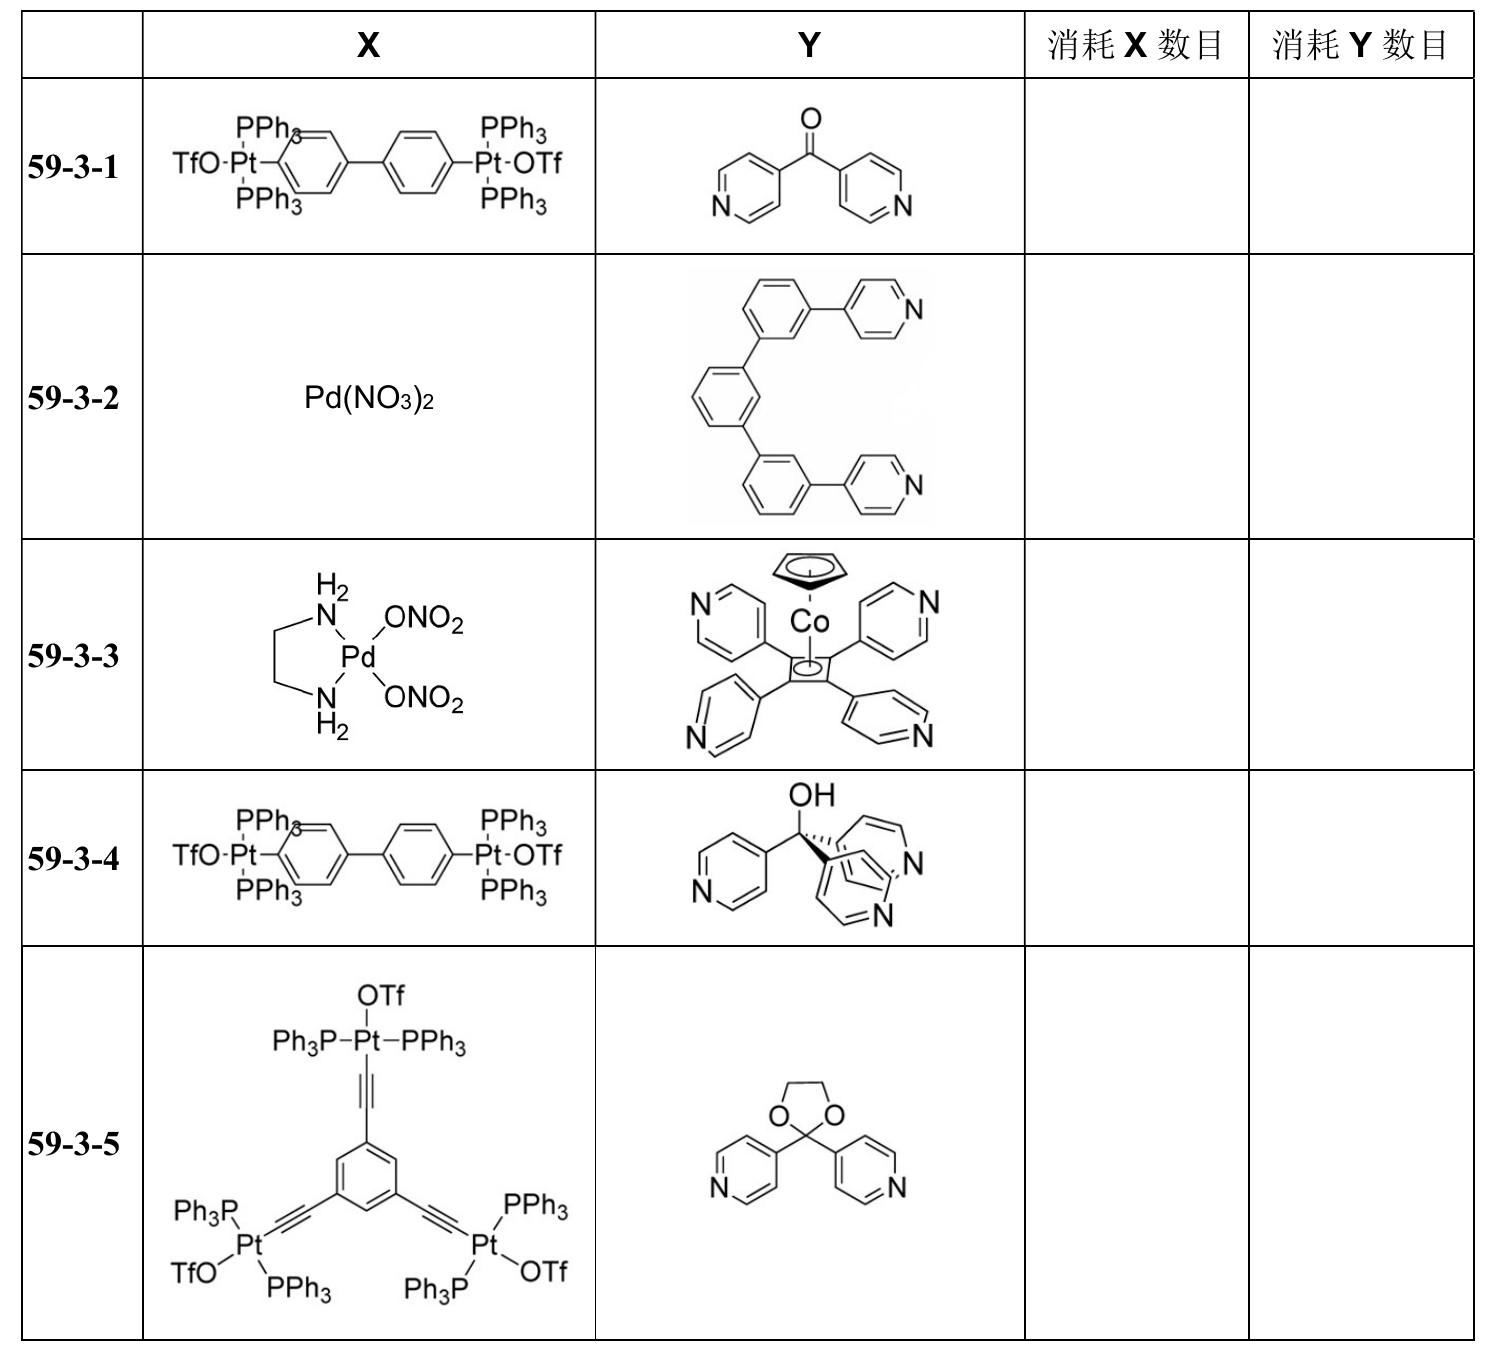 X Y 消耗 X 数目 消耗 Y 数目
59-3-1
PPh3 PPh3
TfO Pt Pt OTf
PPh3 PPh3
O
N N
59-3-2
Pd(NO3)2
N
N
59-3-3
H2
N ONO2
Pd
N ONO2
H2
N N
Co
N N
59-3-4
PPh3 PPh3
TfO Pt Pt OTf
PPh3 PPh3
OH
N N
N
59-3-5
OTf
Ph3P Pt PPh3
Ph3P PPh3
Pt Pt
TfO OTf
PPh3 Ph3P
O O
N N